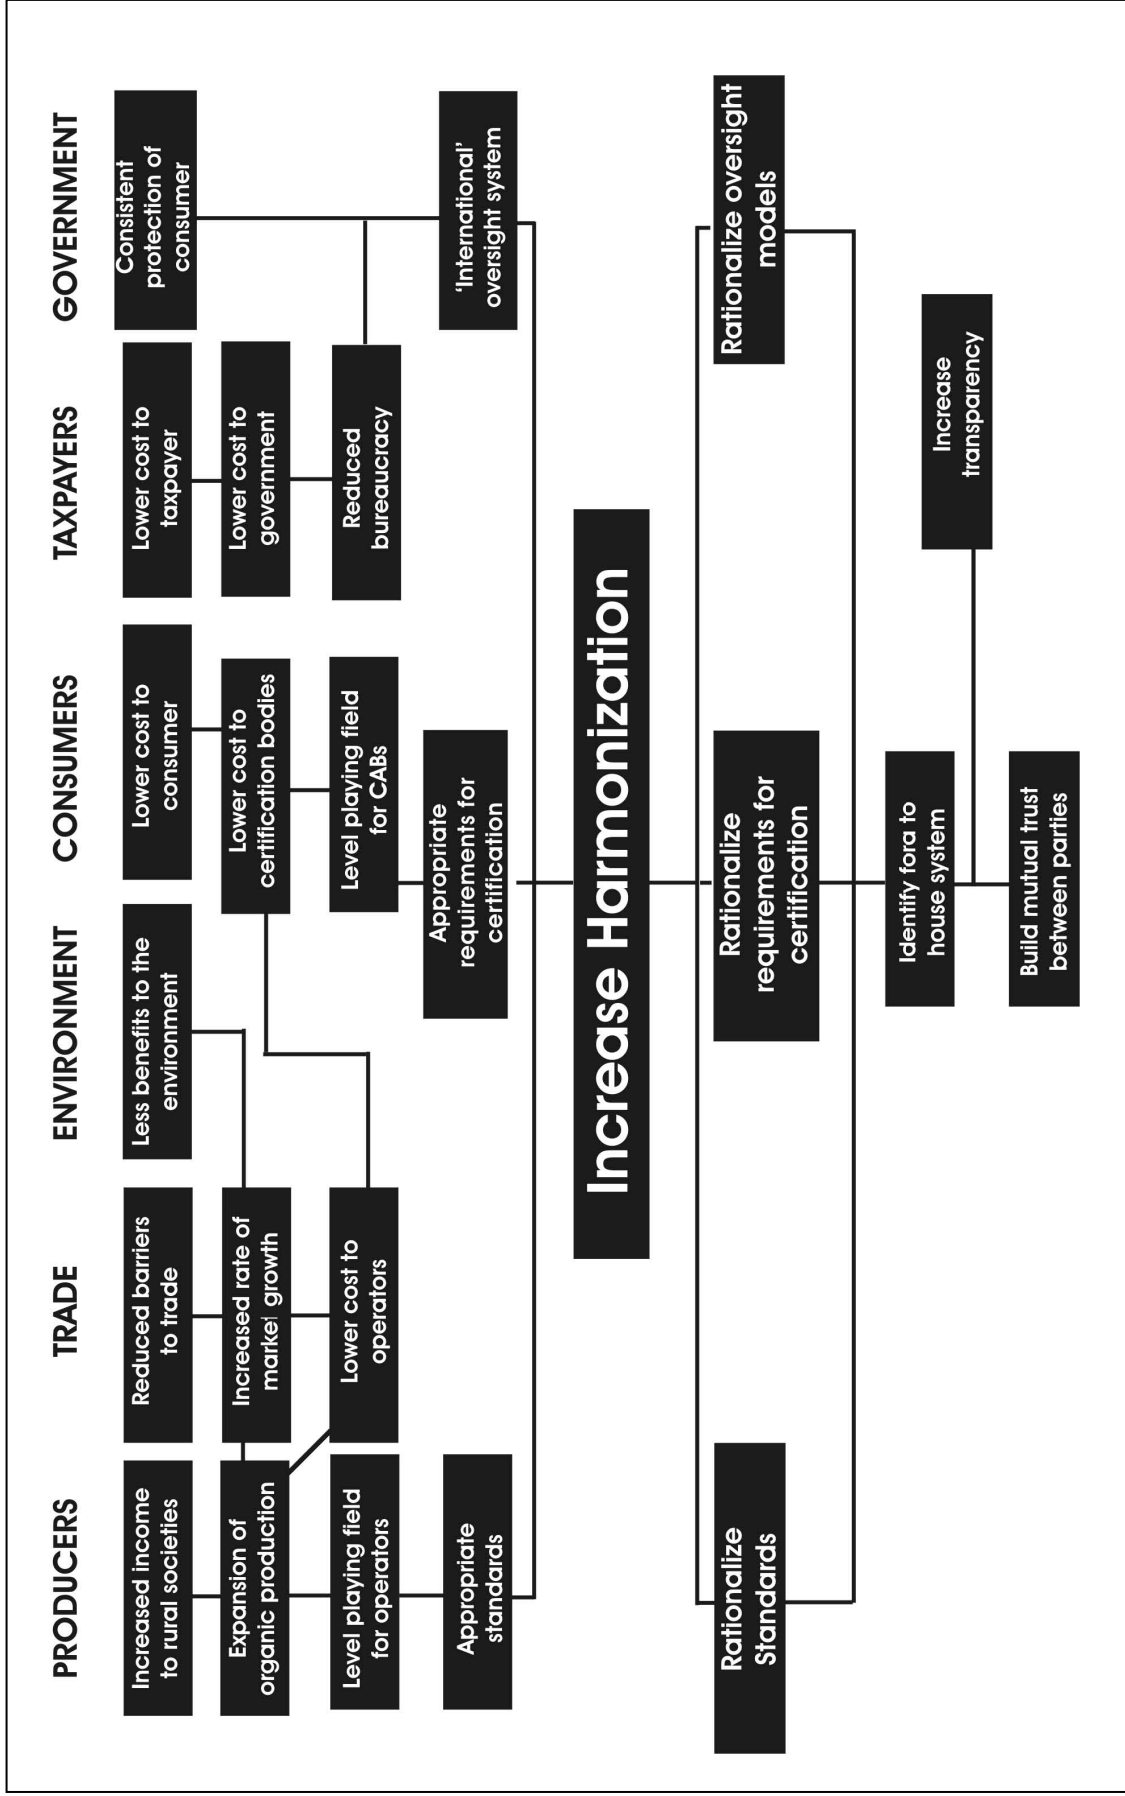 PRODUCERS
TRADE
ENVIRONMENT
CONSUMERS
TAXPAYERS
GOVERNMENT
Increased income
to rural societies
Reduced barriers
to trade
Less benefits to the
environment
Lower cost to
consumer
Lower cost to
taxpayer
Consistent
protection of
consumer
Expansion of
organic production
Increased rate of
market growth
Lower cost to
certification bodies
Lower cost to
government
Level playing field
for operators
Lower cost to
operators
Level playing field
for CABs
Reduced
bureaucracy
Appropriate
standards
Appropriate
requirements for
certification
‘International’
oversight system
Increase Harmonization
Rationalize
Standards
Rationalize
requirements for
certification
Rationalize oversight
models
Identify fora to
house system
Increase
transparency
Build mutual trust
between parties